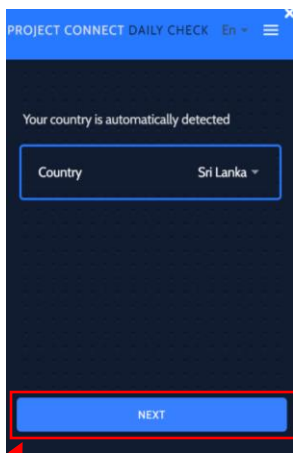 PROJECT CONNECT DAILY CHECK En
Your country is automatically detected
Country Sri Lanka
NEXT